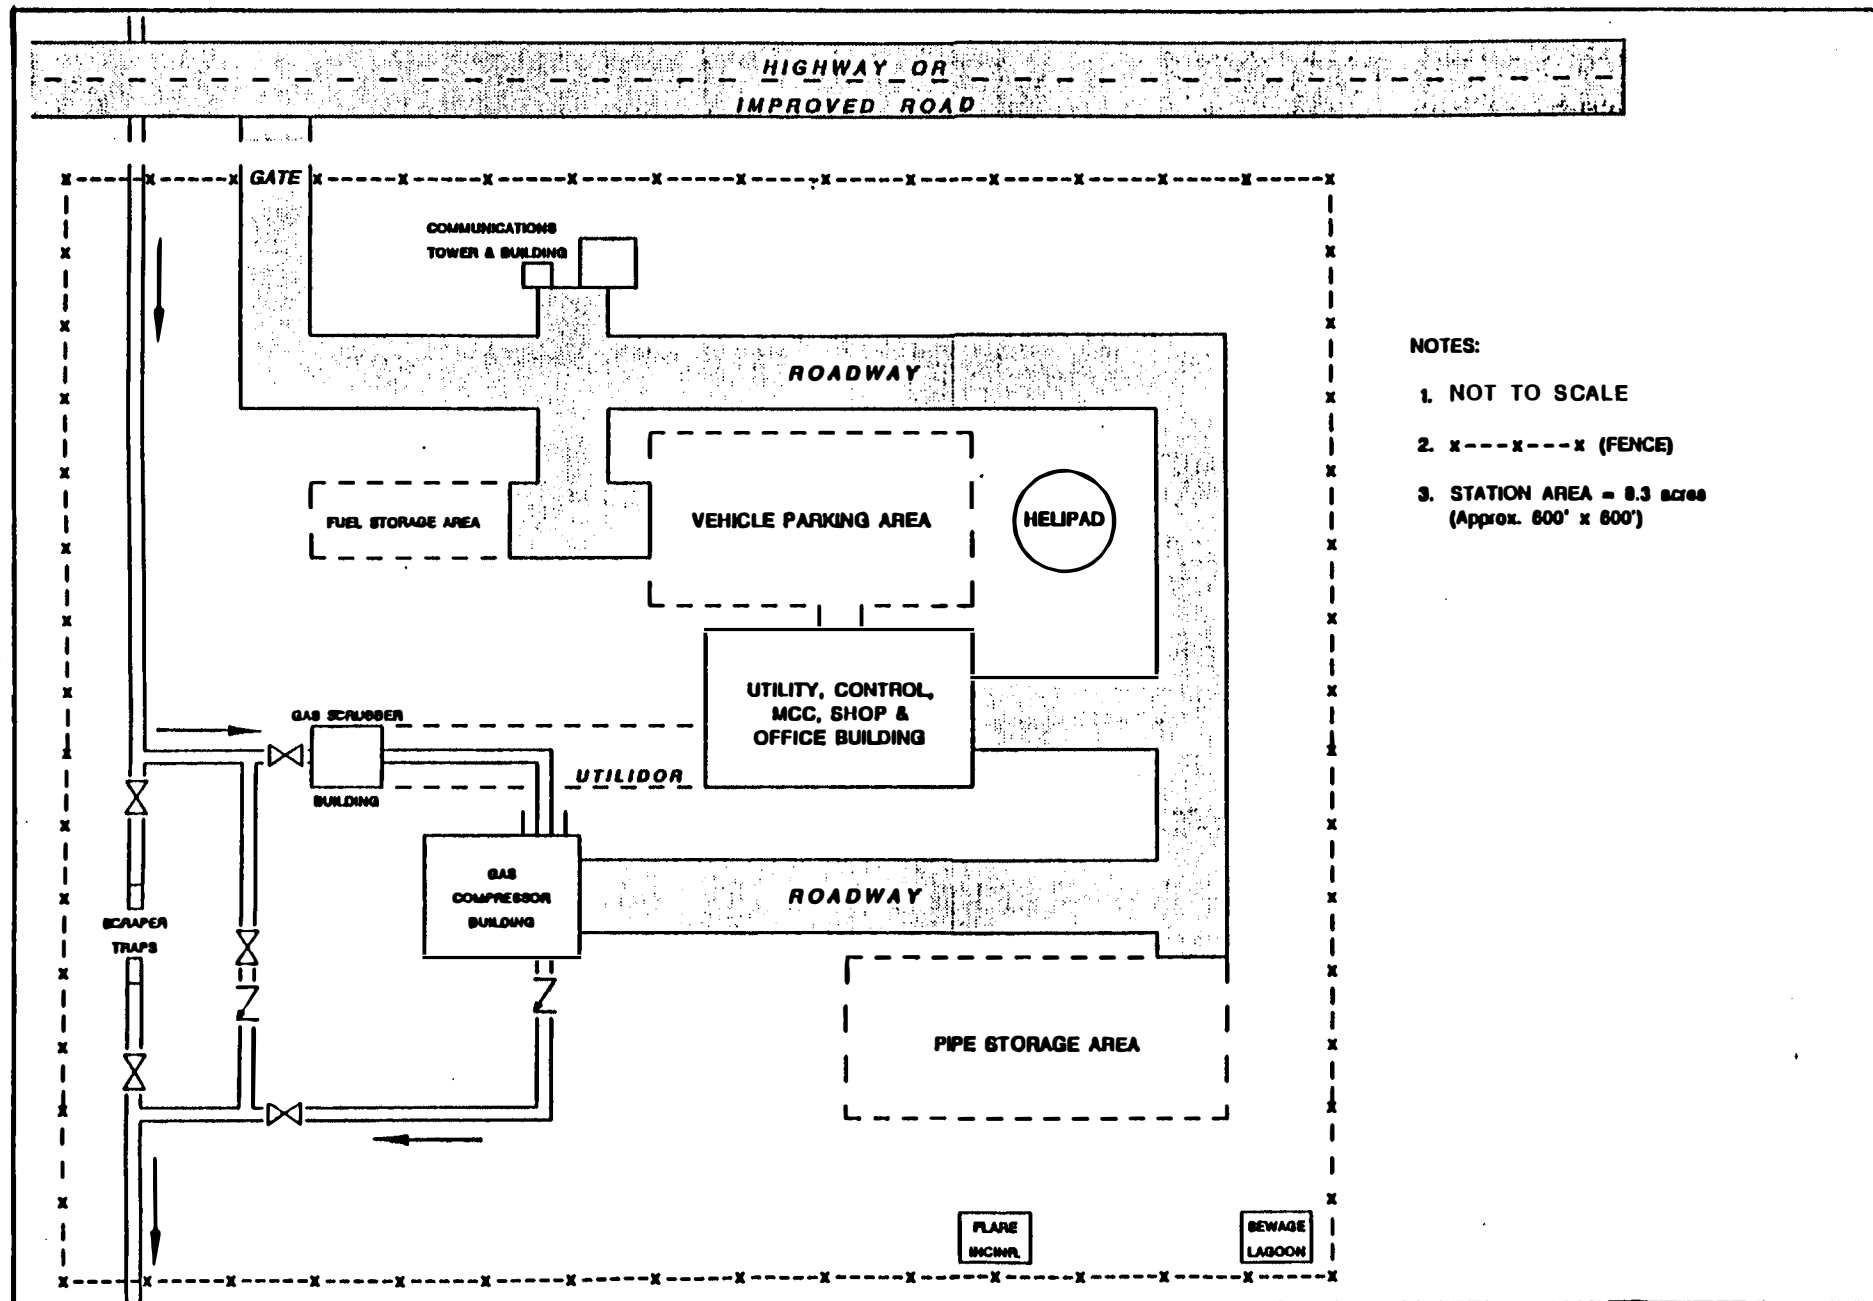 HIGHWAY OR
IMPROVED ROAD
GATE
COMMUNICATIONS
TOWER & BUILDING
ROADWAY
NOTES:
1. NOT TO SCALE
2. x---x---x (FENCE)
3. STATION AREA = 8.3 acres
(Approx. 600' x 600')
FUEL STORAGE AREA
VEHICLE PARKING AREA
HELIPAD
UTILITY, CONTROL,
MCC, SHOP &
OFFICE BUILDING
GAS SCRUBBER
BUILDING
UTILIDOR
GAS
COMPRESSOR
BUILDING
ROADWAY
SCRAPER
TRAPS
PIPE STORAGE AREA
FLARE
INCINR.
SEWAGE
LAGOON